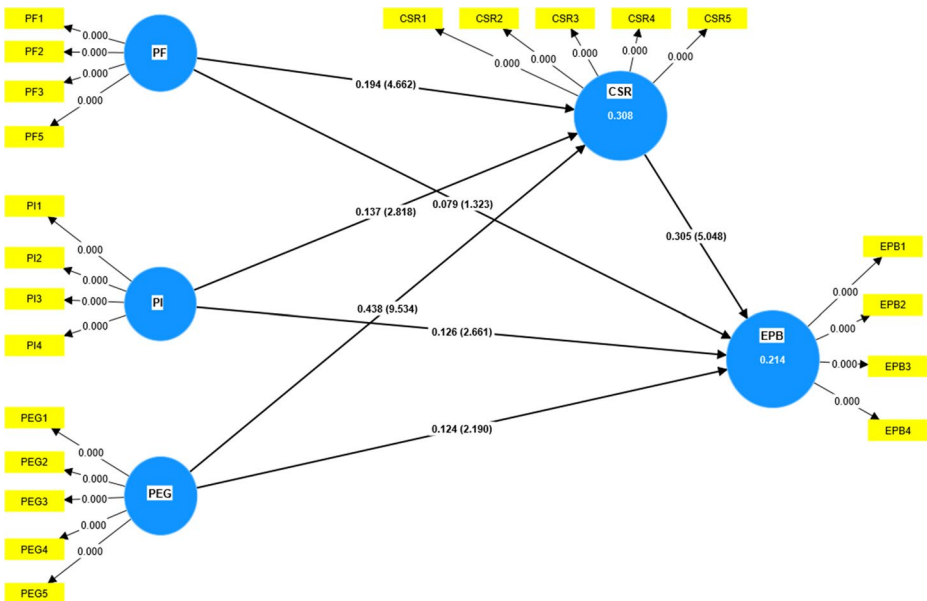 PF1
0.000
PF2
0.000
PF3
0.000
PF5
0.000
PF
CSR1
CSR2
CSR3
CSR4
CSR5
0.000
0.000
0.000
0.000
0.000
CSR
0.308
0.194 (4.662)
0.079 (1.323)
0.137 (2.818)
PI1
0.000
PI2
0.000
PI3
0.000
PI4
0.000
PI
0.305 (5.048)
0.438 (9.534)
0.126 (2.661)
0.124 (2.190)
EPB
0.214
EPB1
0.000
EPB2
0.000
EPB3
0.000
EPB4
0.000
PEG1
0.000
PEG2
0.000
PEG3
0.000
PEG4
0.000
PEG5
0.000
PEG